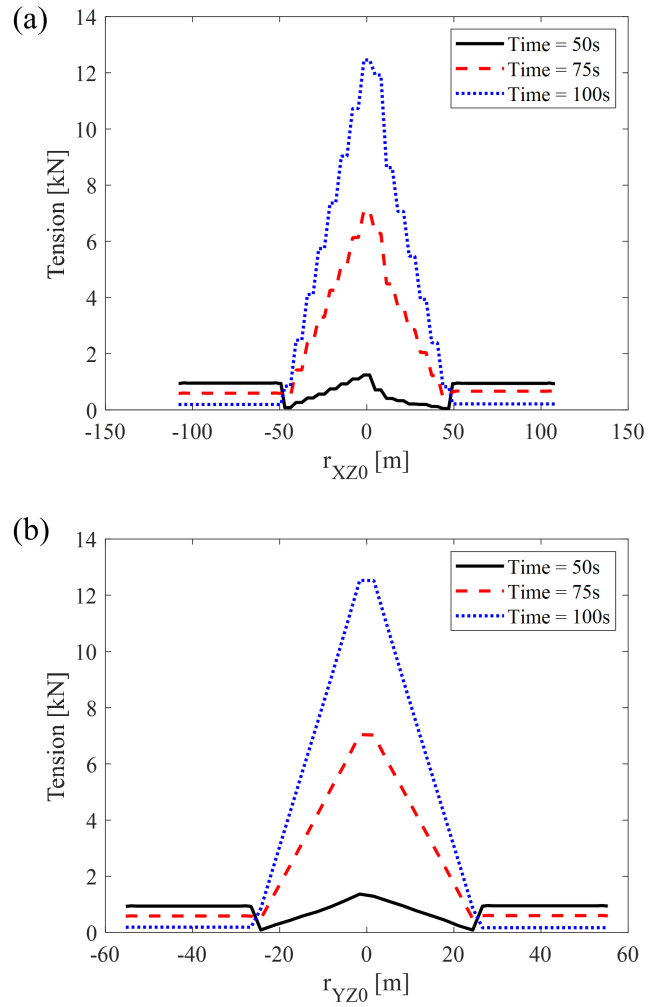 (a)
14
12
10
8
6
4
2
0
Tension [kN]
Time = 50s
Time = 75s
Time = 100s
-150 -100 -50 0 50 100 150
r_XZ0 [m]
(b)
14
12
10
8
6
4
2
0
Tension [kN]
Time = 50s
Time = 75s
Time = 100s
-60 -40 -20 0 20 40 60
r_YZ0 [m]